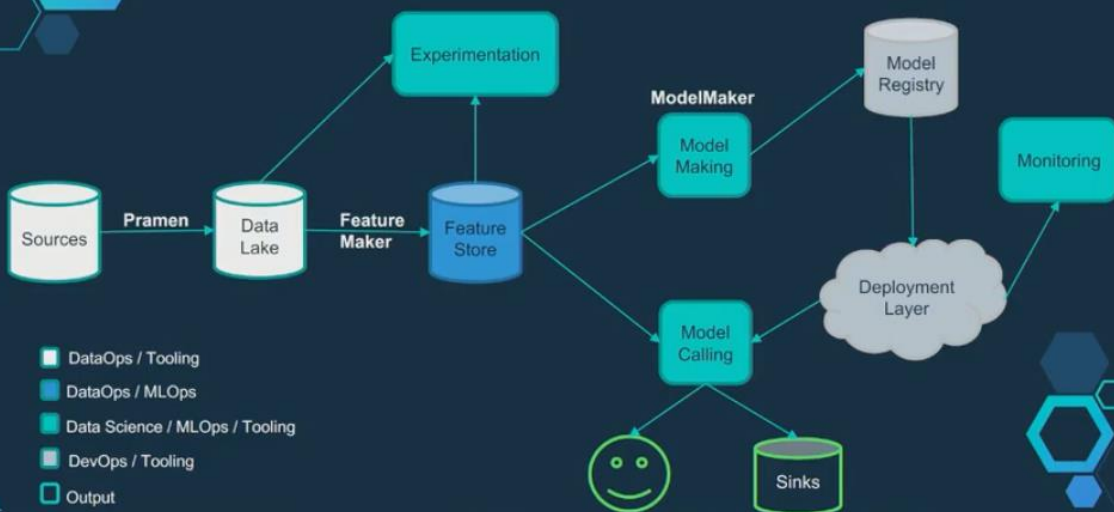 Experimentation
ModelMaker
Model
Registry
Model
Making
Monitoring
Sources
Pramen
Data
Lake
Feature
Maker
Feature
Store
Deployment
Layer
Model
Calling
DataOps / Tooling
DataOps / MLOps
Data Science / MLOps / Tooling
DevOps / Tooling
Output
Sinks